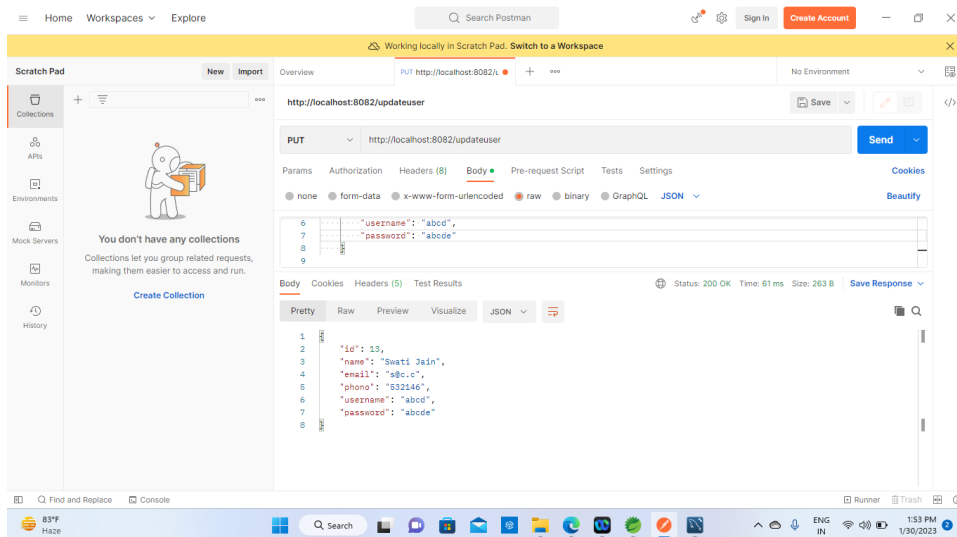 Home Workspaces Explore Search Postman Sign In Create Account
Working locally in Scratch Pad. Switch to a Workspace
Scratch Pad New Import Overview PUT http://localhost:8082/u No Environment
Collections
http://localhost:8082/updateuser Save
PUT http://localhost:8082/updateuser Send
APIs
Params Authorization Headers (8) Body Pre-request Script Tests Settings Cookies
Environments
none form-data x-www-form-urlencoded raw binary GraphQL JSON Beautify
Mock Servers
6 "username": "abcd",
7 "password": "abcde"
8 }
9
You don't have any collections
Collections let you group related requests,
making them easier to access and run.
Create Collection
Monitors
History
Body Cookies Headers (5) Test Results Status: 200 OK Time: 61 ms Size: 263 B Save Response
Pretty Raw Preview Visualize JSON
1 {
2 "id": 13,
3 "name": "Swati Jain",
4 "email": "s@c.c",
5 "phono": "532146",
6 "username": "abcd",
7 "password": "abcde"
8 }
Find and Replace Console Runner Trash
83°F
Haze
Search
ENG
IN
1:53 PM
1/30/2023
2